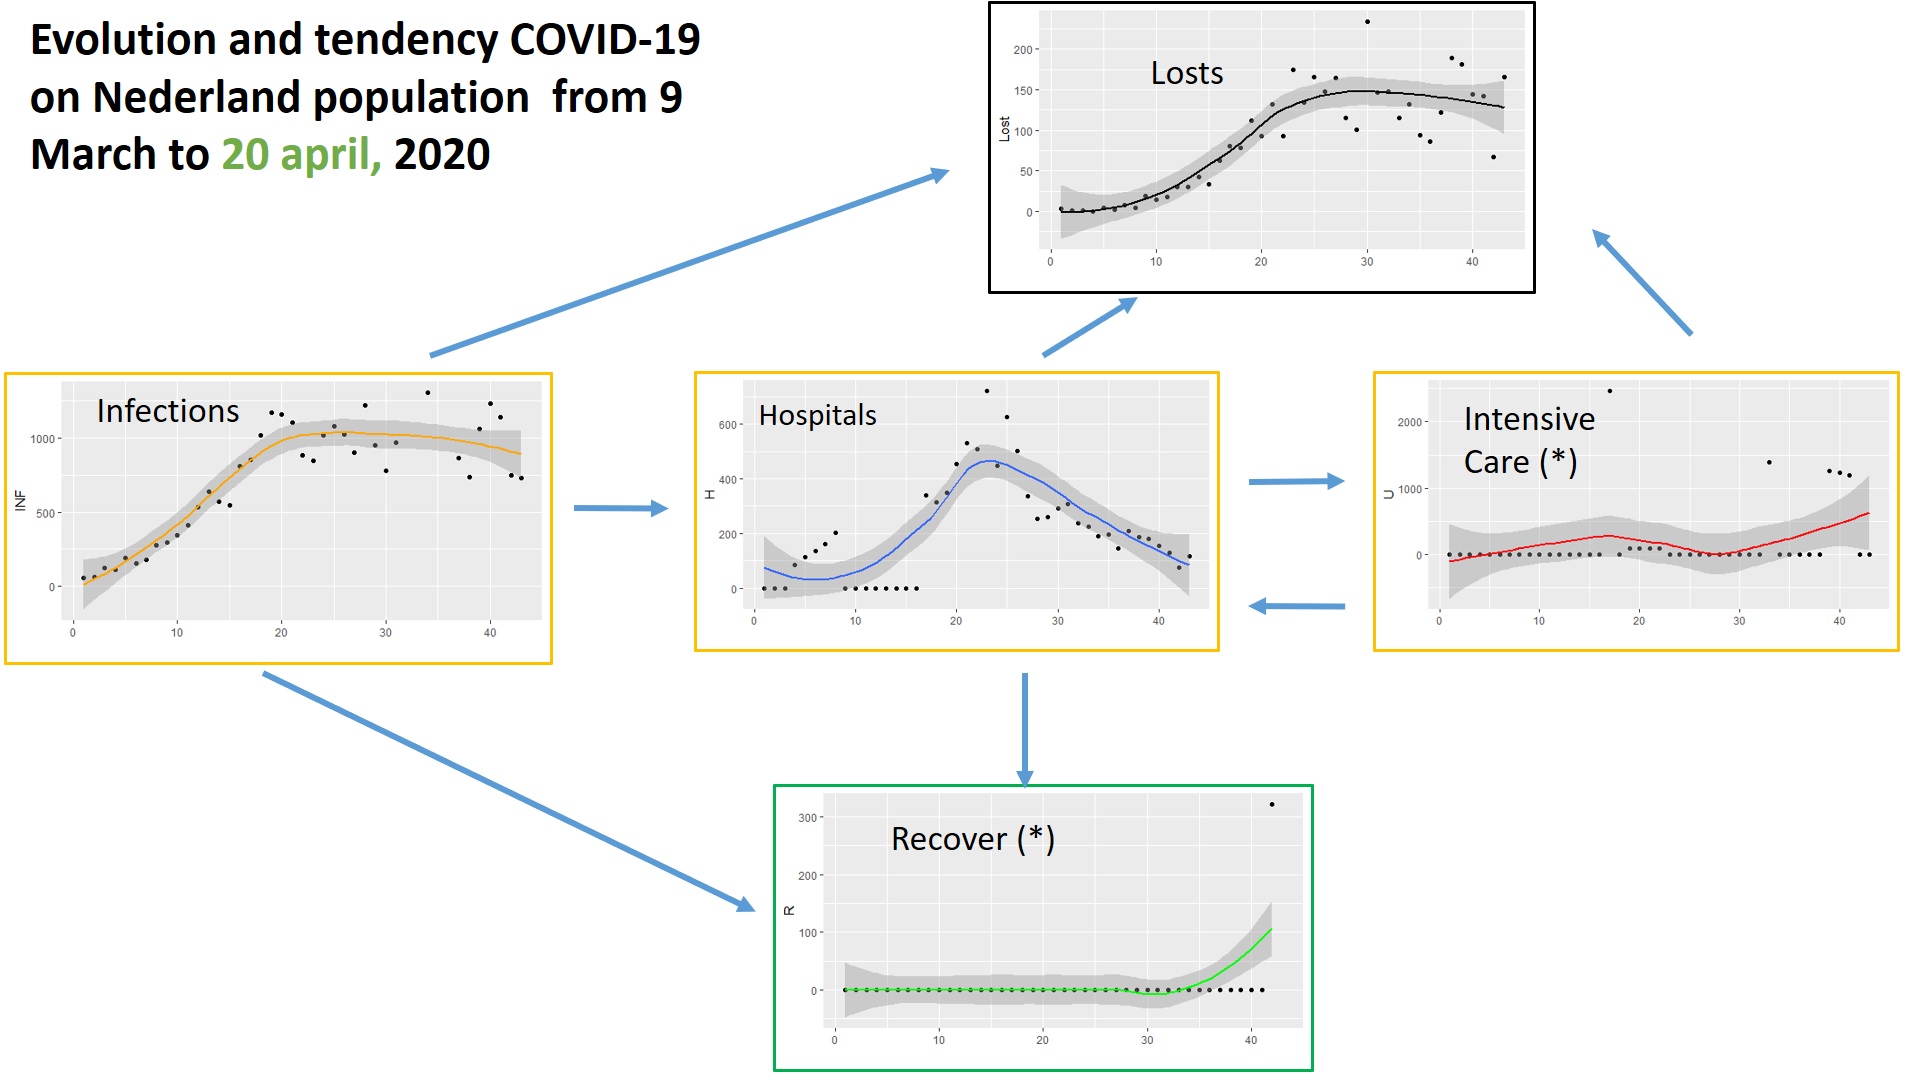 Evolution and tendency COVID-19
on Nederland population from 9
March to 20 april, 2020
Losts
Lost
200
150
100
50
0
0 10 20 30 40
Infections
INF
1000
500
0
0 10 20 30 40
Hospitals
H
600
400
200
0
0 10 20 30 40
Intensive
Care (*)
U
2000
1000
0
0 10 20 30 40
Recover (*)
R
300
200
100
0
0 10 20 30 40